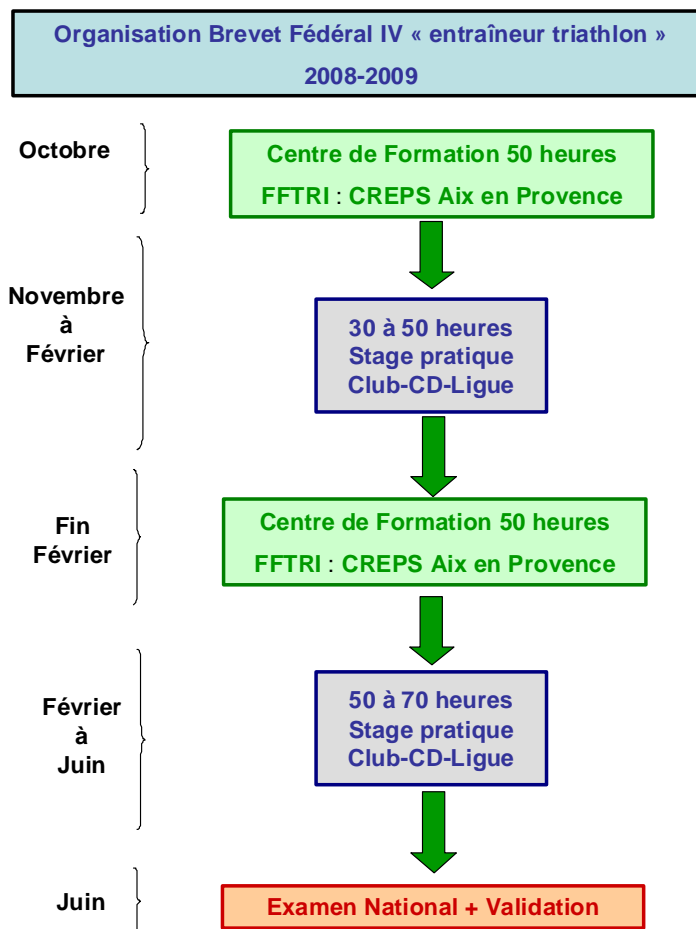 Organisation Brevet Fédéral IV « entraîneur triathlon »
2008-2009
Octobre
Centre de Formation 50 heures
FFTRI : CREPS Aix en Provence
Novembre
à
Février
30 à 50 heures
Stage pratique
Club-CD-Ligue
Fin
Février
Centre de Formation 50 heures
FFTRI : CREPS Aix en Provence
Février
à
Juin
50 à 70 heures
Stage pratique
Club-CD-Ligue
Juin
Examen National + Validation